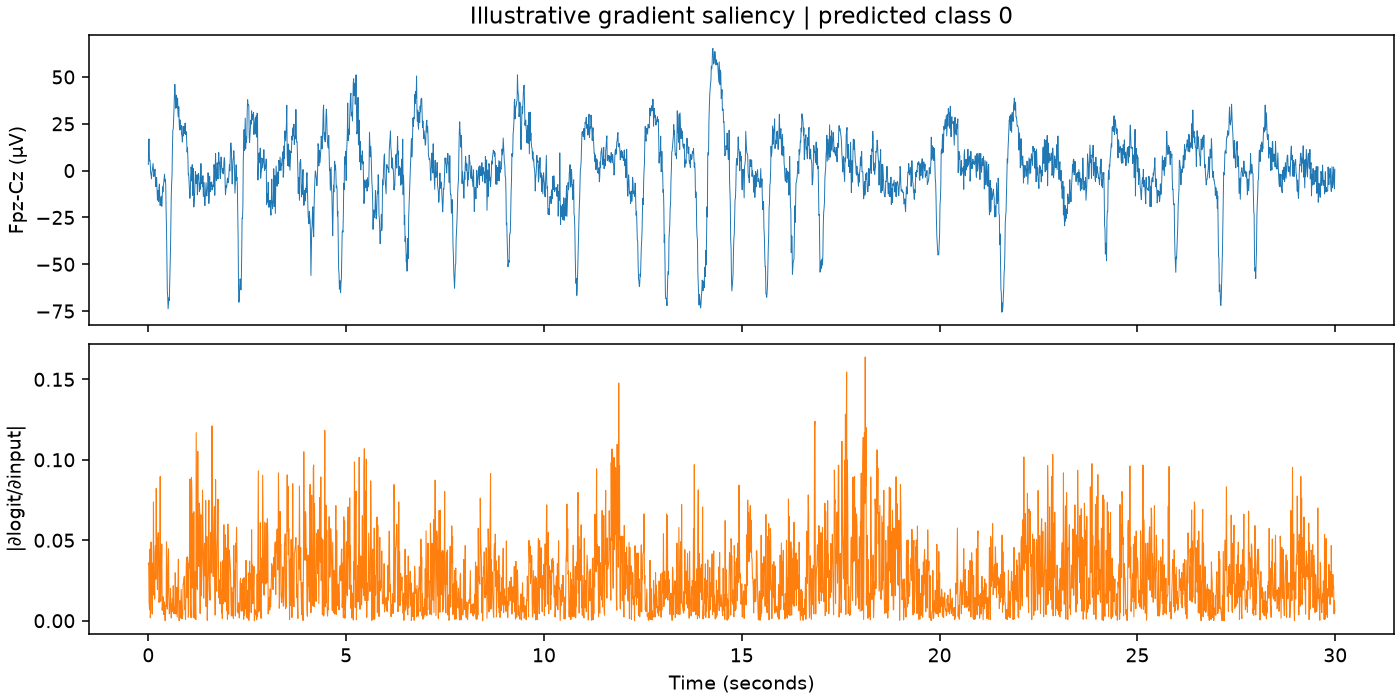 Illustrative gradient saliency | predicted class 0
Fpz-Cz (µV)
50
25
0
−25
−50
−75
|∂logit/∂input|
0.15
0.10
0.05
0.00
0 5 10 15 20 25 30
Time (seconds)